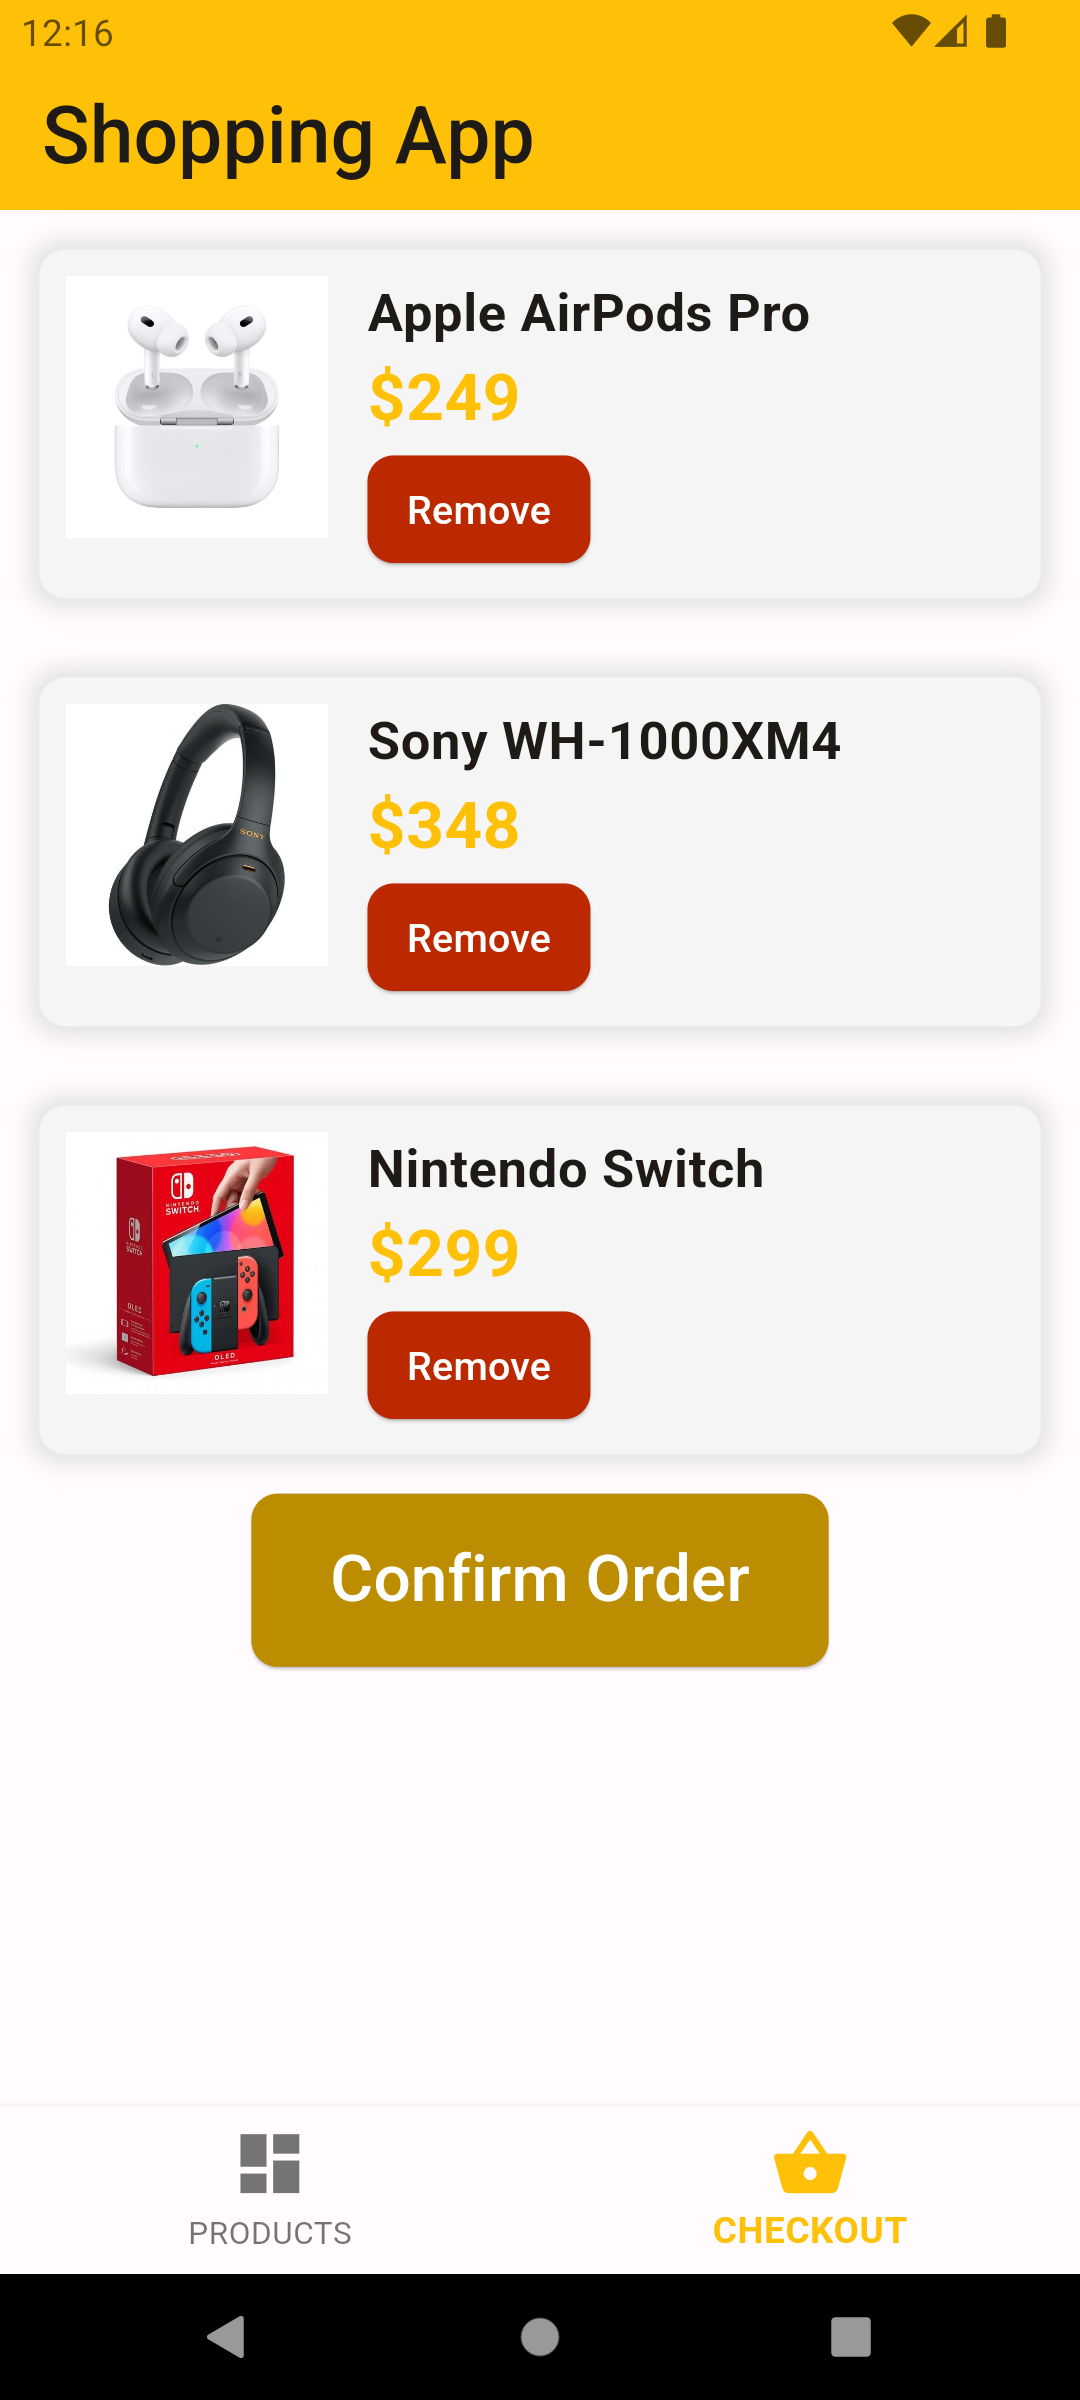 12:16
Shopping App
Apple AirPods Pro
$249
Remove
Sony WH-1000XM4
$348
Remove
SONY
Nintendo Switch
$299
Remove
NINTENDO
SWITCH
OLED
OLED
Confirm Order
PRODUCTS
CHECKOUT